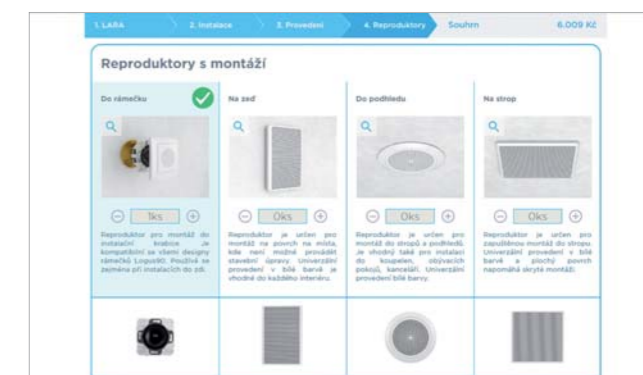 1. LARA
2. Instalace
3. Provedení
4. Reproduktory
Souhrn
6.009 Kč
Reproduktory s montáží
Do rámečku
Na zeď
Do podhledu
Na strop
1ks
0ks
0ks
0ks
Reproduktor pro montáž do
instalační krabice. Je
kompatibilní se všemi designy
rámečků Logus90. Používá se
zejména při instalacích do zdi.
Reproduktor je určen pro
montáž na povrch na místa,
kde není možné provádět
stavební úpravy. Univerzální
provedení v bílé barvě je
vhodné do každého interiéru.
Reproduktor je určen pro
montáž do stropů a podhledů.
Je vhodný také pro instalaci
do koupelen, obývacích
pokojů, kanceláří. Univerzální
provedení bílé barvy.
Reproduktor je určen pro
zapuštěnou montáž do stropu.
Univerzální provedení v bílé
barvě a plochý povrch
napomáhá skryté montáži.